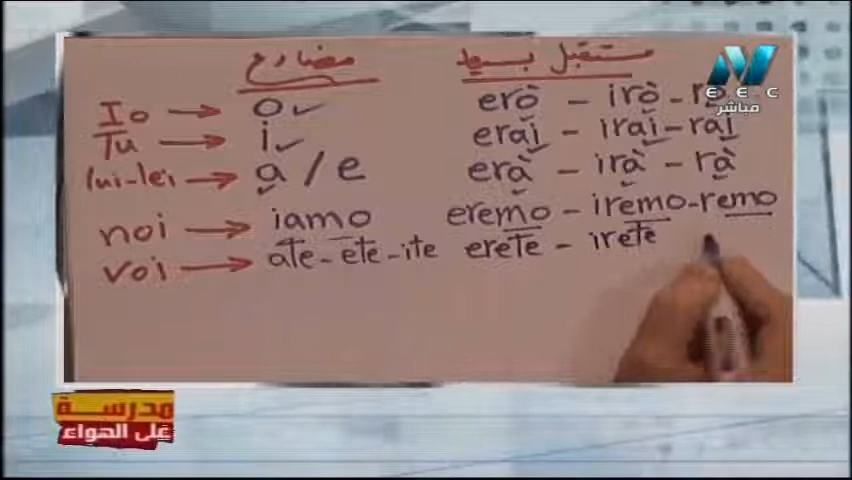 مضارع مستقبل بسيط
Io → o ✓ erò - irò - rò
Tu → i ✓ erai - irai - rai
lui-lei → a / e erà - irà - rà
noi → iamo eremo - iremo - remo
voi → ate - ete - ite erete - irete
EEC
مباشر
مدرسة
على الهواء